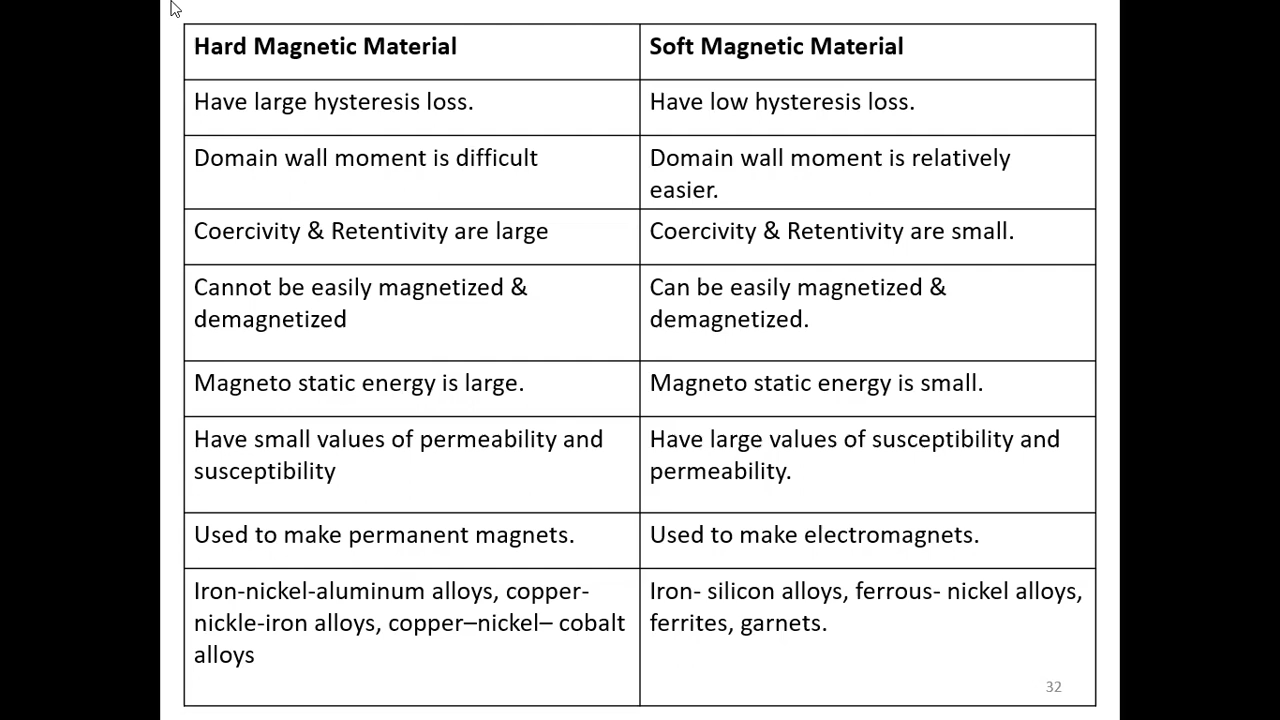 Hard Magnetic Material
Soft Magnetic Material
Have large hysteresis loss.
Have low hysteresis loss.
Domain wall moment is difficult
Domain wall moment is relatively
easier.
Coercivity & Retentivity are large
Coercivity & Retentivity are small.
Cannot be easily magnetized &
demagnetized
Can be easily magnetized &
demagnetized.
Magneto static energy is large.
Magneto static energy is small.
Have small values of permeability and
susceptibility
Have large values of susceptibility and
permeability.
Used to make permanent magnets.
Used to make electromagnets.
Iron-nickel-aluminum alloys, copper-
nickle-iron alloys, copper–nickel– cobalt
alloys
Iron- silicon alloys, ferrous- nickel alloys,
ferrites, garnets.
32